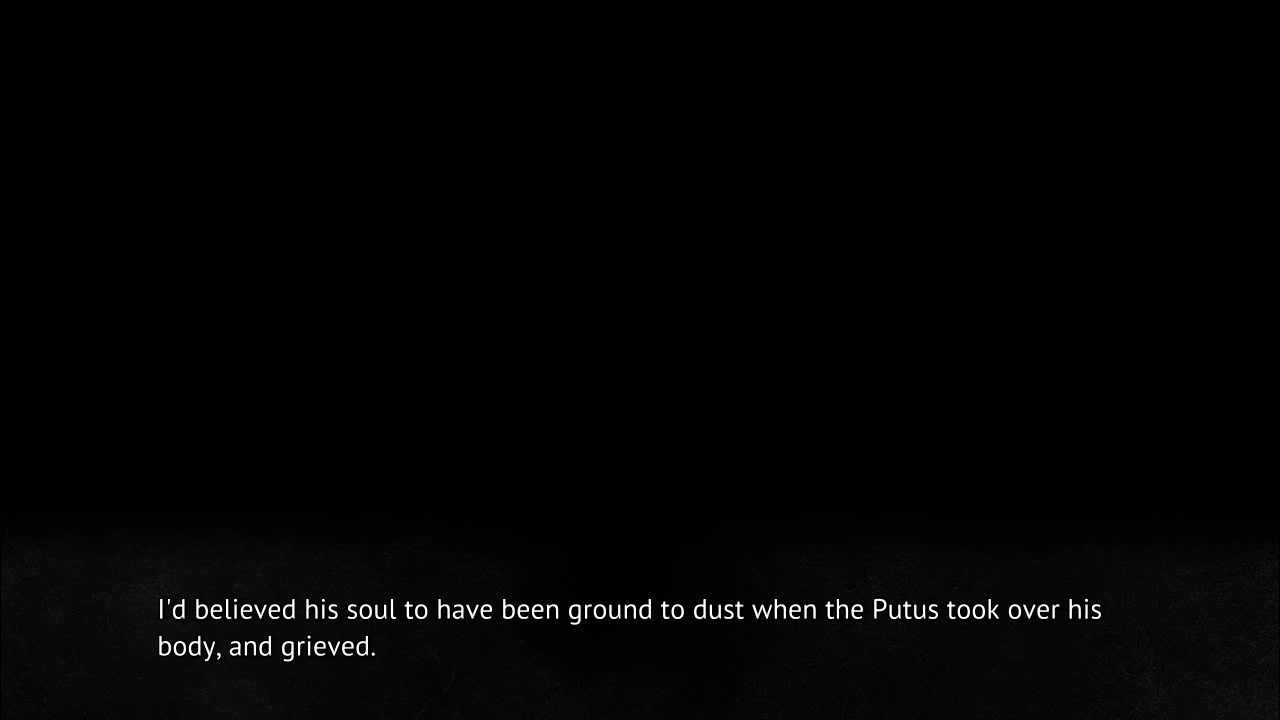 I'd believed his soul to have been ground to dust when the Putus took over his
body, and grieved.